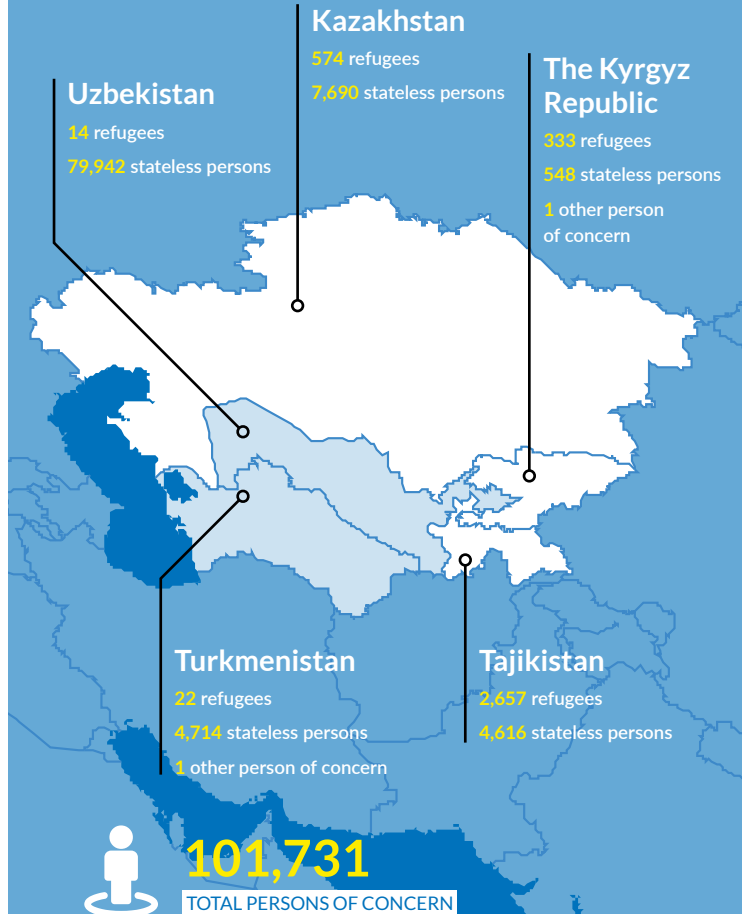 Kazakhstan
574 refugees
7,690 stateless persons
The Kyrgyz
Republic
333 refugees
548 stateless persons
1 other person
of concern
Uzbekistan
14 refugees
79,942 stateless persons
Turkmenistan
22 refugees
4,714 stateless persons
1 other person of concern
Tajikistan
2,657 refugees
4,616 stateless persons
101,731
TOTAL PERSONS OF CONCERN